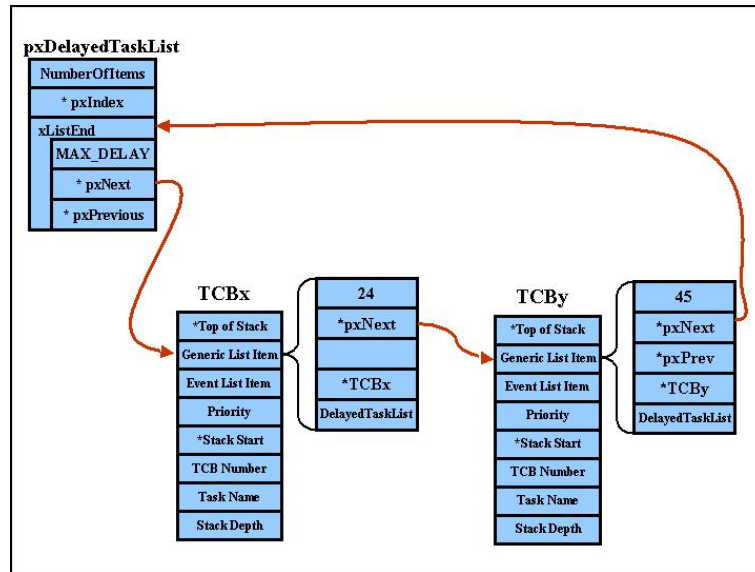 pxDelayedTaskList
NumberOfItems
* pxIndex
xListEnd
MAX_DELAY
* pxNext
* pxPrevious
TCBx
*Top of Stack
Generic List Item
Event List Item
Priority
*Stack Start
TCB Number
Task Name
Stack Depth
24
*pxNext
*TCBx
DelayedTaskList
TCBy
*Top of Stack
Generic List Item
Event List Item
Priority
*Stack Start
TCB Number
Task Name
Stack Depth
45
*pxNext
*pxPrev
*TCBy
DelayedTaskList